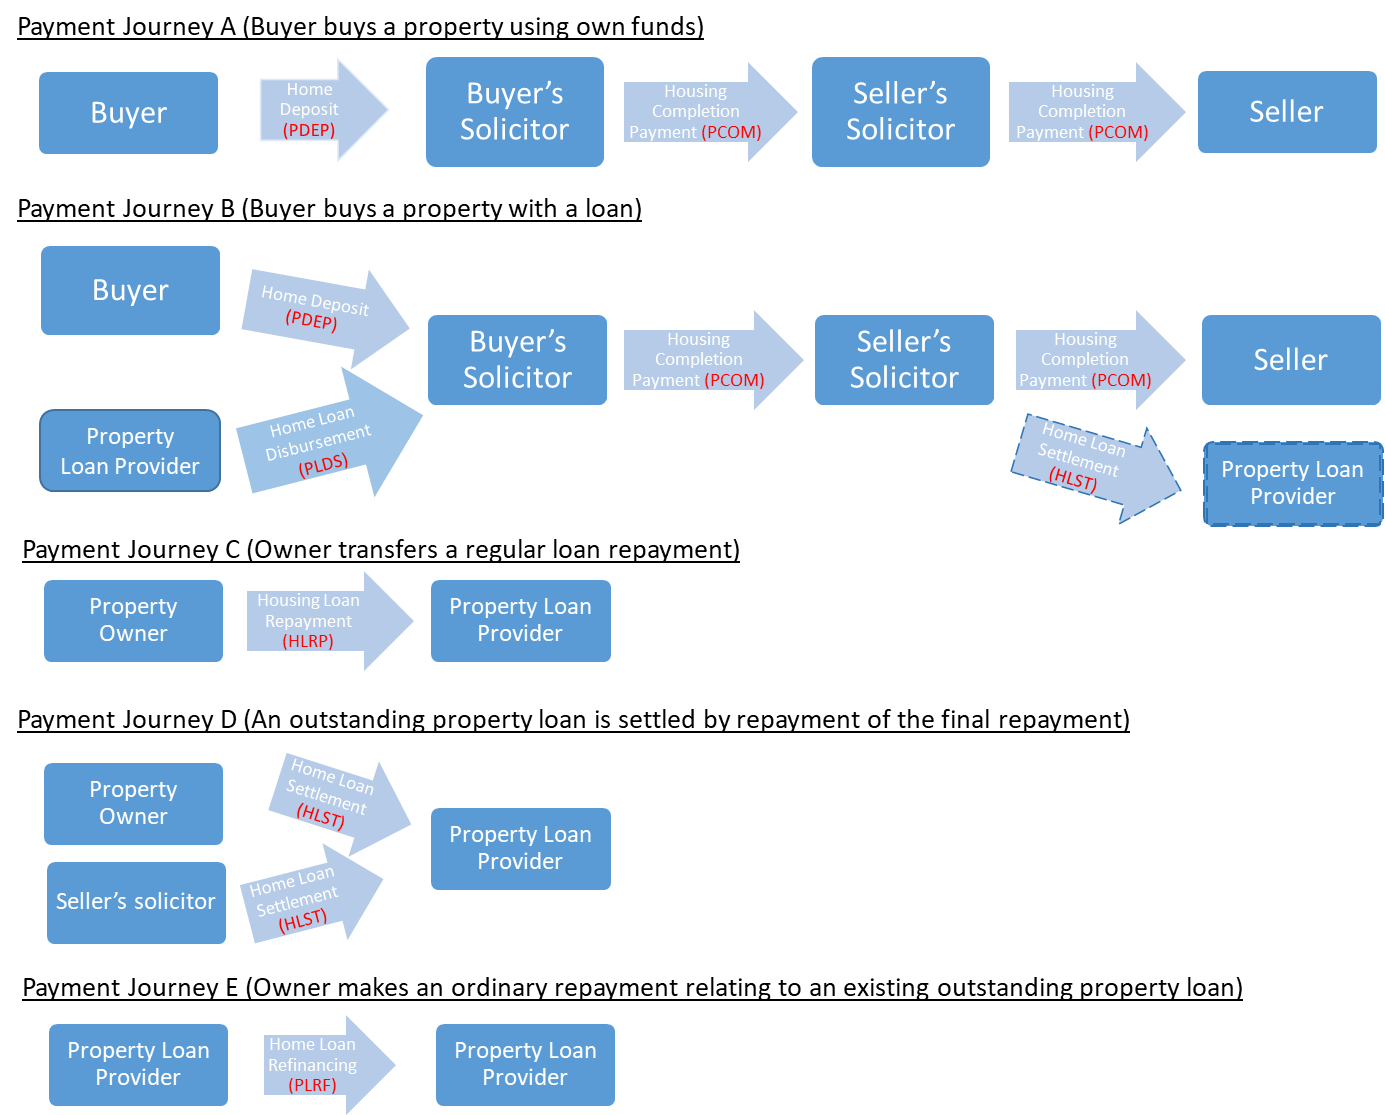 Payment Journey A (Buyer buys a property using own funds)
Buyer
Home
Deposit
(PDEP)
Buyer's
Solicitor
Housing
Completion
Payment (PCOM)
Seller's
Solicitor
Housing
Completion
Payment (PCOM)
Seller
Payment Journey B (Buyer buys a property with a loan)
Buyer
Home Deposit
(PDEP)
Property
Loan Provider
Home Loan
Disbursement
(PLDS)
Buyer's
Solicitor
Housing
Completion
Payment (PCOM)
Seller's
Solicitor
Housing
Completion
Payment (PCOM)
Seller
Home Loan
Settlement
(HLST)
Property Loan
Provider
Payment Journey C (Owner transfers a regular loan repayment)
Property
Owner
Housing Loan
Repayment
(HLRP)
Property Loan
Provider
Payment Journey D (An outstanding property loan is settled by repayment of the final repayment)
Property
Owner
Home Loan
Settlement
(HLST)
Seller's solicitor
Home Loan
Settlement
(HLST)
Property Loan
Provider
Payment Journey E (Owner makes an ordinary repayment relating to an existing outstanding property loan)
Property Loan
Provider
Home Loan
Refinancing
(PLRF)
Property Loan
Provider